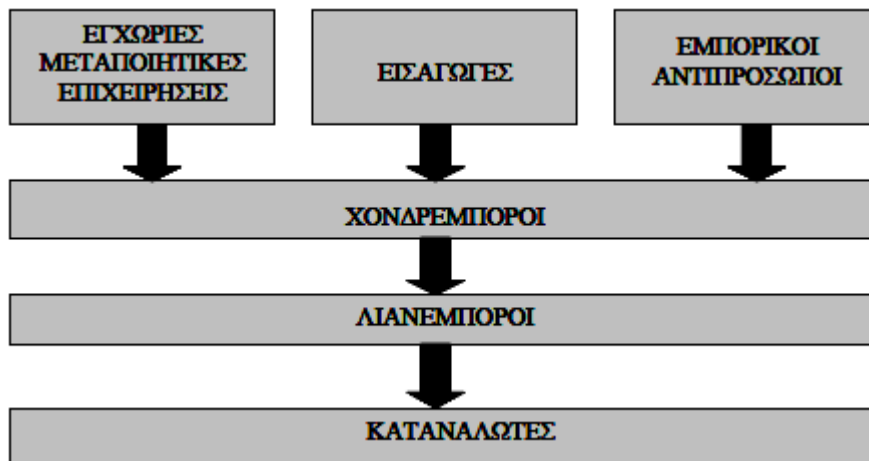 ΕΓΧΩΡΙΕΣ
ΜΕΤΑΠΟΙΗΤΙΚΕΣ
ΕΠΙΧΕΙΡΗΣΕΙΣ
ΕΙΣΑΓΩΓΕΣ
ΕΜΠΟΡΙΚΟΙ
ΑΝΤΙΠΡΟΣΩΠΟΙ
ΧΟΝΔΡΕΜΠΟΡΟΙ
ΛΙΑΝΕΜΠΟΡΟΙ
ΚΑΤΑΝΑΛΩΤΕΣ